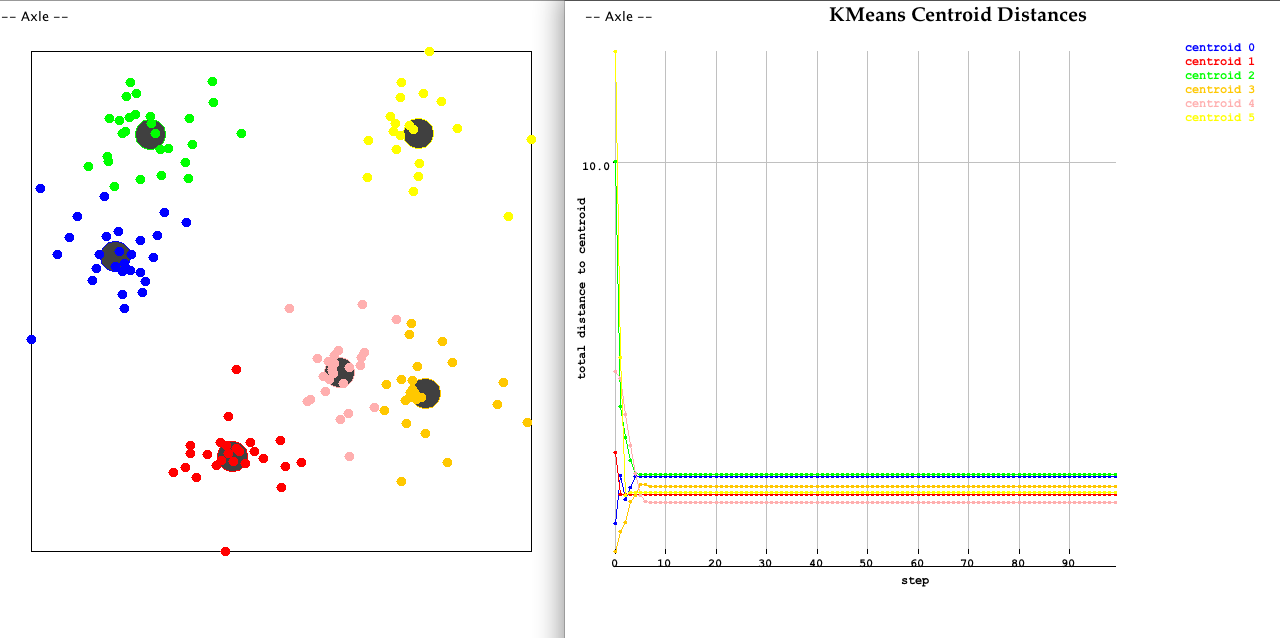 -- Axle --
-- Axle --
KMeans Centroid Distances
centroid 0
centroid 1
centroid 2
centroid 3
centroid 4
centroid 5
10.0
total distance to centroid
0 10 20 30 40 50 60 70 80 90
step